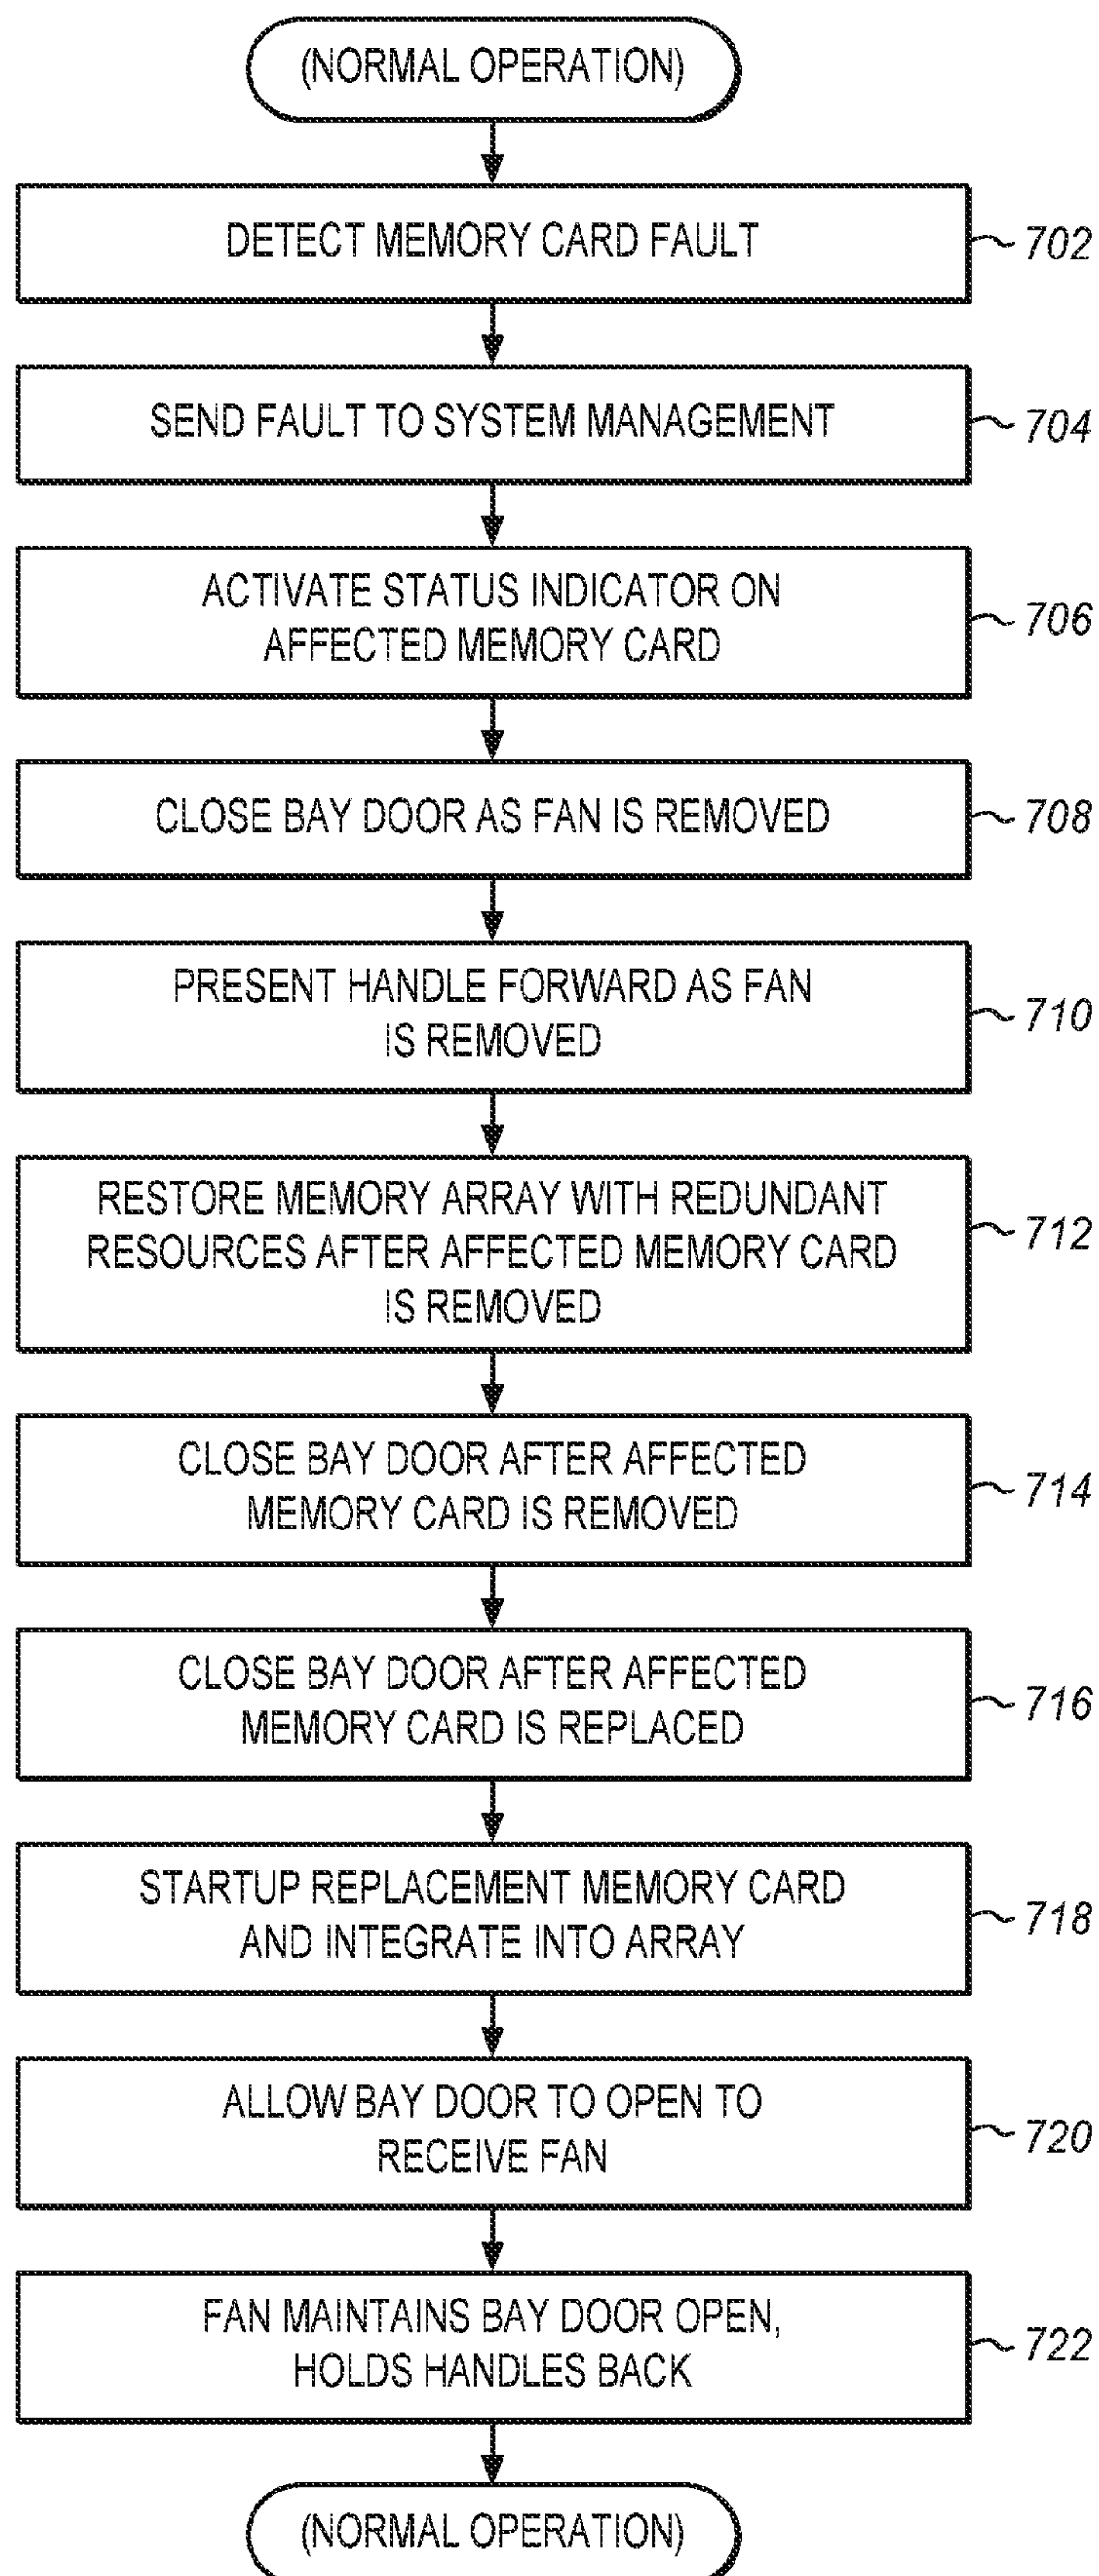 (NORMAL OPERATION)
DETECT MEMORY CARD FAULT
702
SEND FAULT TO SYSTEM MANAGEMENT
704
ACTIVATE STATUS INDICATOR ON
AFFECTED MEMORY CARD
706
CLOSE BAY DOOR AS FAN IS REMOVED
708
PRESENT HANDLE FORWARD AS FAN
IS REMOVED
710
RESTORE MEMORY ARRAY WITH REDUNDANT
RESOURCES AFTER AFFECTED MEMORY CARD
IS REMOVED
712
CLOSE BAY DOOR AFTER AFFECTED
MEMORY CARD IS REMOVED
714
CLOSE BAY DOOR AFTER AFFECTED
MEMORY CARD IS REPLACED
716
STARTUP REPLACEMENT MEMORY CARD
AND INTEGRATE INTO ARRAY
718
ALLOW BAY DOOR TO OPEN TO
RECEIVE FAN
720
FAN MAINTAINS BAY DOOR OPEN,
HOLDS HANDLES BACK
722
(NORMAL OPERATION)